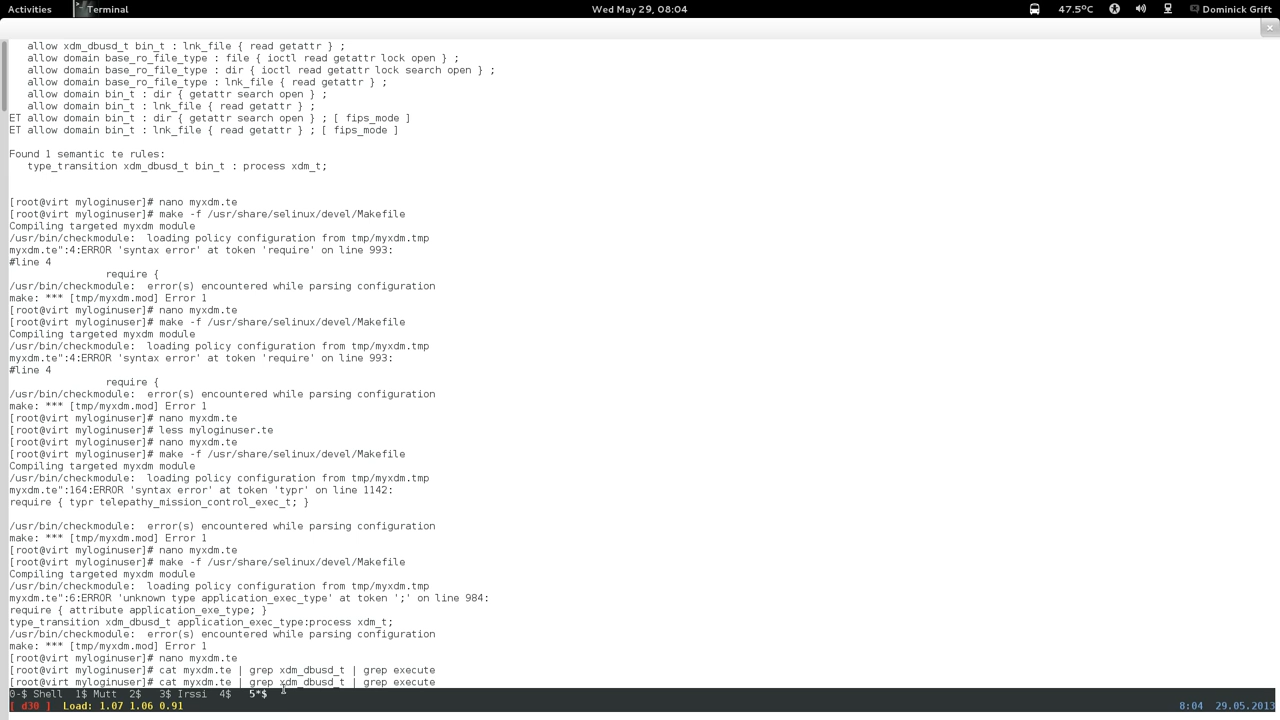 Activities Terminal Wed May 29, 08:04 47.5°C Dominick Grift
allow xdm_dbusd_t bin_t : lnk_file { read getattr } ;
allow domain base_ro_file_type : file { ioctl read getattr lock open } ;
allow domain base_ro_file_type : dir { ioctl read getattr lock search open } ;
allow domain base_ro_file_type : lnk_file { read getattr } ;
allow domain bin_t : dir { getattr search open } ;
allow domain bin_t : lnk_file { read getattr } ;
ET allow domain bin_t : dir { getattr search open } ; [ fips_mode ]
ET allow domain bin_t : lnk_file { read getattr } ; [ fips_mode ]
Found 1 semantic te rules:
type_transition xdm_dbusd_t bin_t : process xdm_t;
[root@virt myloginuser]# nano myxdm.te
[root@virt myloginuser]# make -f /usr/share/selinux/devel/Makefile
Compiling targeted myxdm module
/usr/bin/checkmodule:  loading policy configuration from tmp/myxdm.tmp
myxdm.te":4:ERROR 'syntax error' at token 'require' on line 993:
#line 4
require {
/usr/bin/checkmodule:  error(s) encountered while parsing configuration
make: *** [tmp/myxdm.mod] Error 1
[root@virt myloginuser]# nano myxdm.te
[root@virt myloginuser]# make -f /usr/share/selinux/devel/Makefile
Compiling targeted myxdm module
/usr/bin/checkmodule:  loading policy configuration from tmp/myxdm.tmp
myxdm.te":4:ERROR 'syntax error' at token 'require' on line 993:
#line 4
require {
/usr/bin/checkmodule:  error(s) encountered while parsing configuration
make: *** [tmp/myxdm.mod] Error 1
[root@virt myloginuser]# nano myxdm.te
[root@virt myloginuser]# less myloginuser.te
[root@virt myloginuser]# nano myxdm.te
[root@virt myloginuser]# make -f /usr/share/selinux/devel/Makefile
Compiling targeted myxdm module
/usr/bin/checkmodule:  loading policy configuration from tmp/myxdm.tmp
myxdm.te":164:ERROR 'syntax error' at token 'typr' on line 1142:
require { typr telepathy_mission_control_exec_t; }
/usr/bin/checkmodule:  error(s) encountered while parsing configuration
make: *** [tmp/myxdm.mod] Error 1
[root@virt myloginuser]# nano myxdm.te
[root@virt myloginuser]# make -f /usr/share/selinux/devel/Makefile
Compiling targeted myxdm module
/usr/bin/checkmodule:  loading policy configuration from tmp/myxdm.tmp
myxdm.te":6:ERROR 'unknown type application_exec_type' at token ';' on line 984:
require { attribute application_exe_type; }
type_transition xdm_dbusd_t application_exec_type:process xdm_t;
/usr/bin/checkmodule:  error(s) encountered while parsing configuration
make: *** [tmp/myxdm.mod] Error 1
[root@virt myloginuser]# nano myxdm.te
[root@virt myloginuser]# cat myxdm.te | grep xdm_dbusd_t | grep execute
[root@virt myloginuser]# cat myxdm.te | grep xdm_dbusd_t | grep execute
0-$ Shell 1$ Mutt 2$ 3$ Irssi 4$ 5*$
[ d30 ] Load: 1.07 1.06 0.91 8:04 29.05.2013